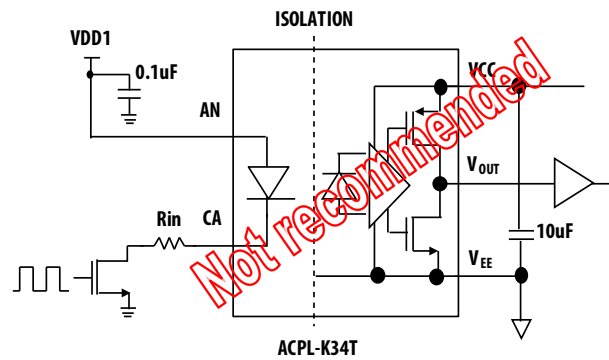 ISOLATION
VDD1
0.1uF
AN
VCC
Not recommended
VOUT
Rin
CA
10uF
VEE
ACPL-K34T